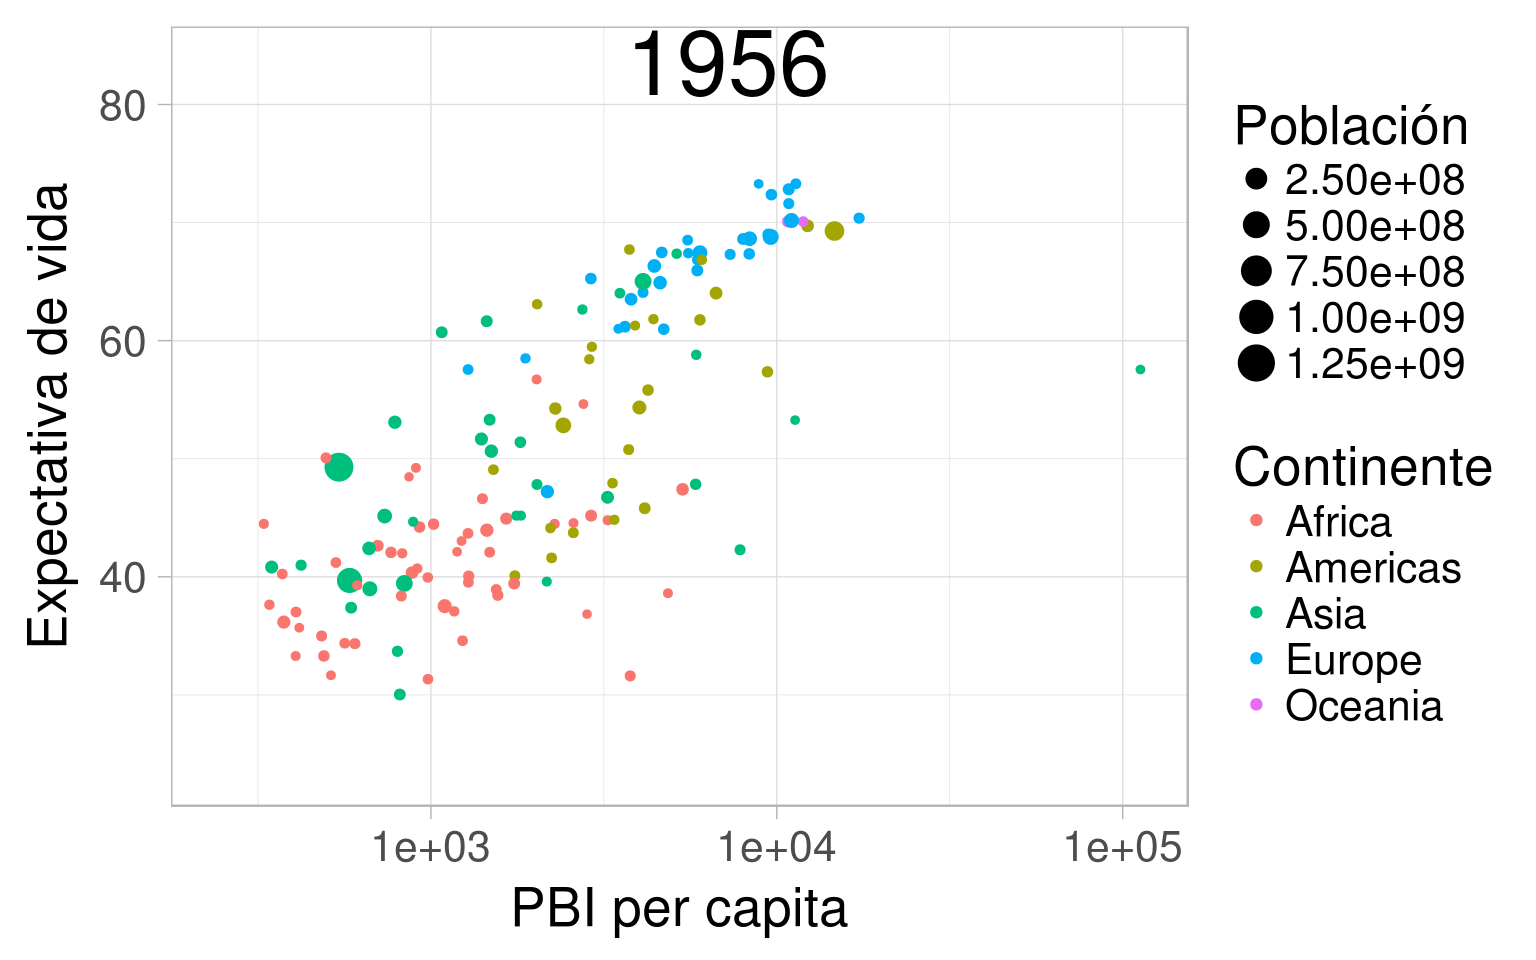 1956
80
60
40
Expectativa de vida
1e+03 1e+04 1e+05
PBI per capita
Población
2.50e+08
5.00e+08
7.50e+08
1.00e+09
1.25e+09
Continente
Africa
Americas
Asia
Europe
Oceania